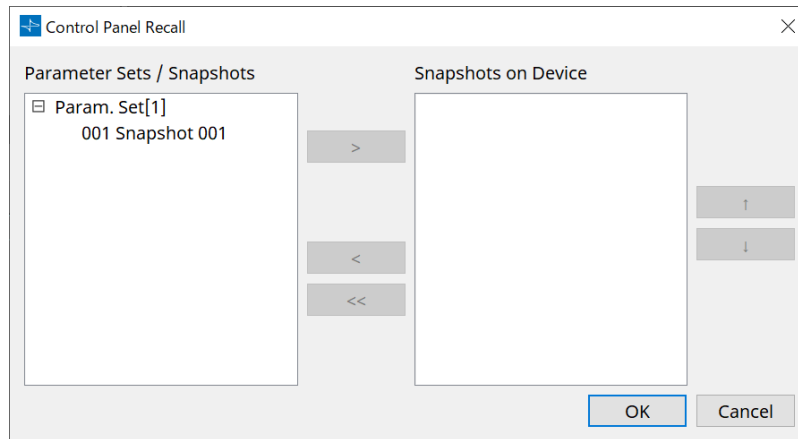 Control Panel Recall
Parameter Sets / Snapshots
Snapshots on Device
Param. Set[1]
001 Snapshot 001
>
<
<<
↑
↓
OK
Cancel